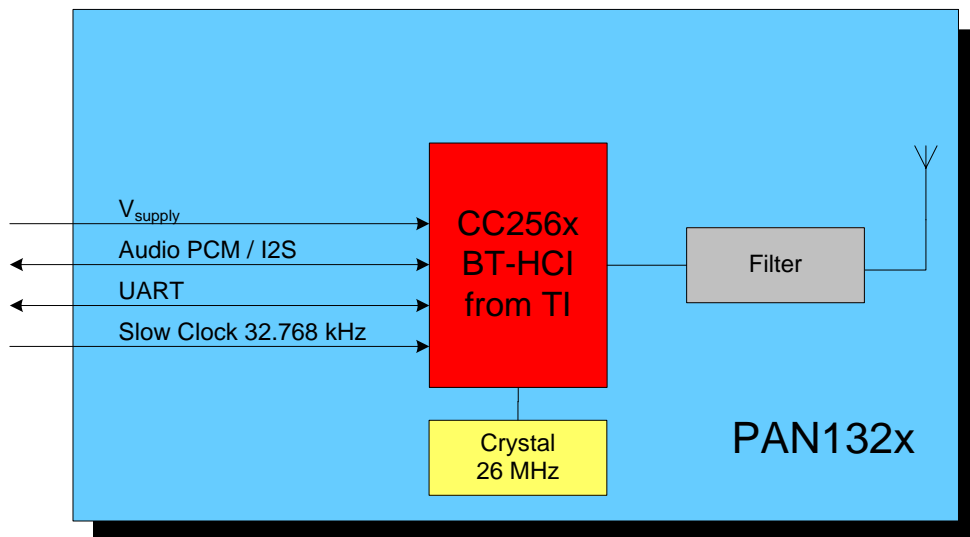 V_supply
Audio PCM / I2S
UART
Slow Clock 32.768 kHz
CC256x
BT-HCI
from TI
Filter
Crystal
26 MHz
PAN132x